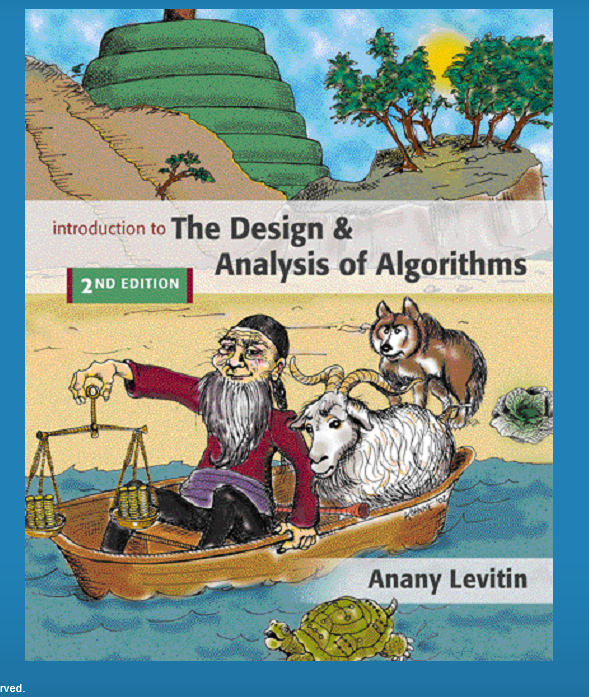 introduction to The Design &
Analysis of Algorithms
2ND EDITION
Anany Levitin
rved.